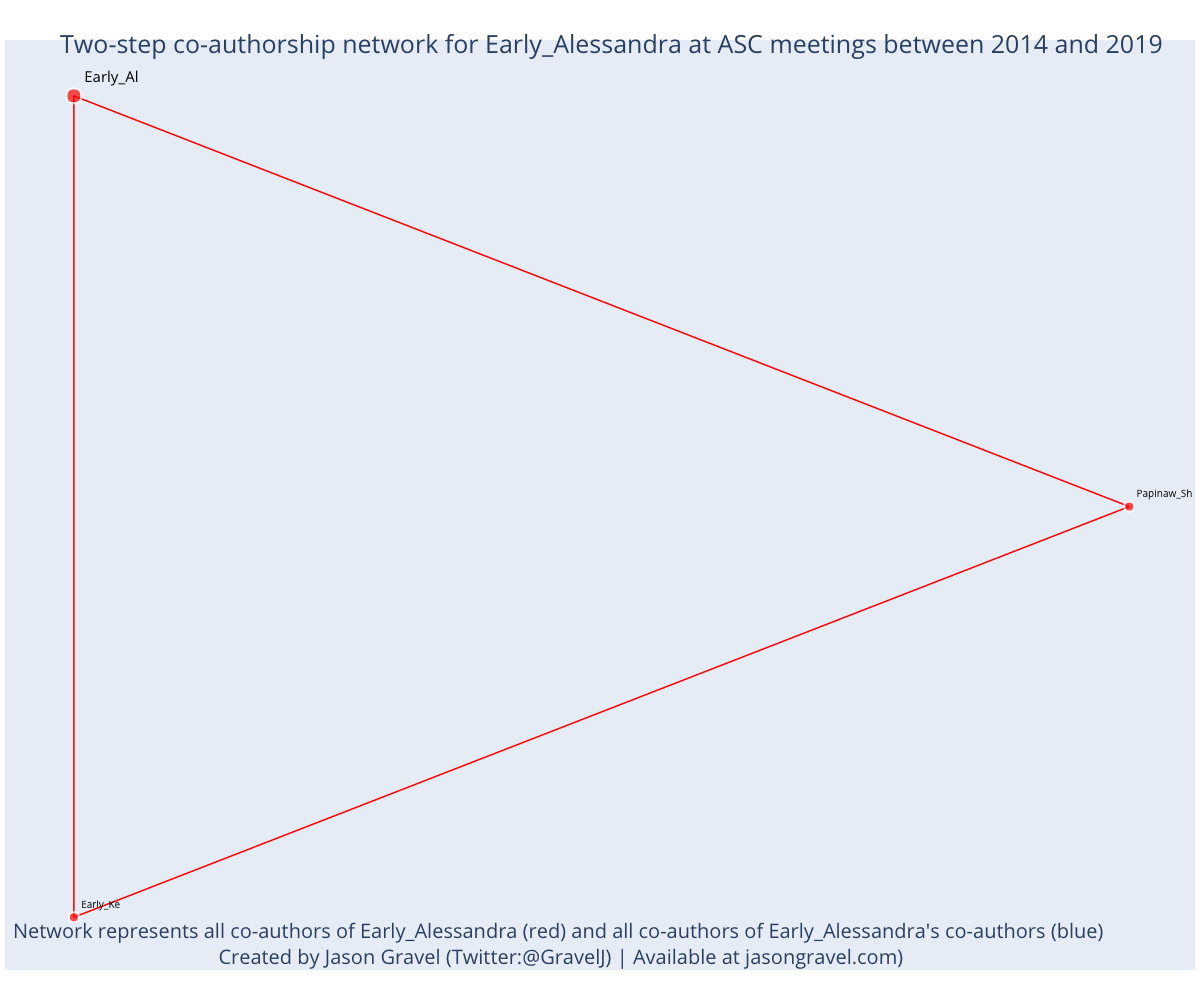 Two-step co-authorship network for Early_Alessandra at ASC meetings between 2014 and 2019
Early_Al
Papinaw_Sh
Early_Ke
Network represents all co-authors of Early_Alessandra (red) and all co-authors of Early_Alessandra's co-authors (blue)
Created by Jason Gravel (Twitter:@GravelJ) | Available at jasongravel.com)